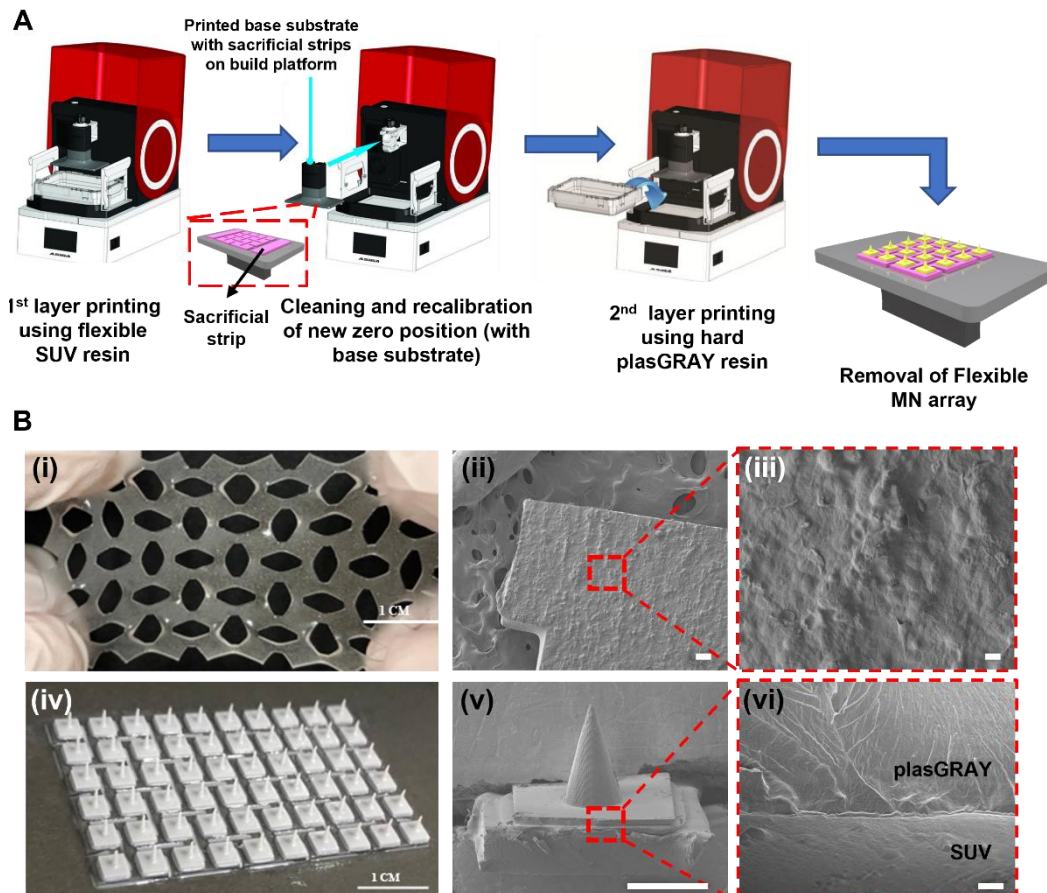 A
Printed base substrate
with sacrificial strips
on build platform
1st layer printing
using flexible
SUV resin
Sacrificial
strip
Cleaning and recalibration
of new zero position (with
base substrate)
2nd layer printing
using hard
plasGRAY resin
Removal of Flexible
MN array
B
(i)
1 CM
(ii)
(iii)
(iv)
1 CM
(v)
(vi)
plasGRAY
SUV